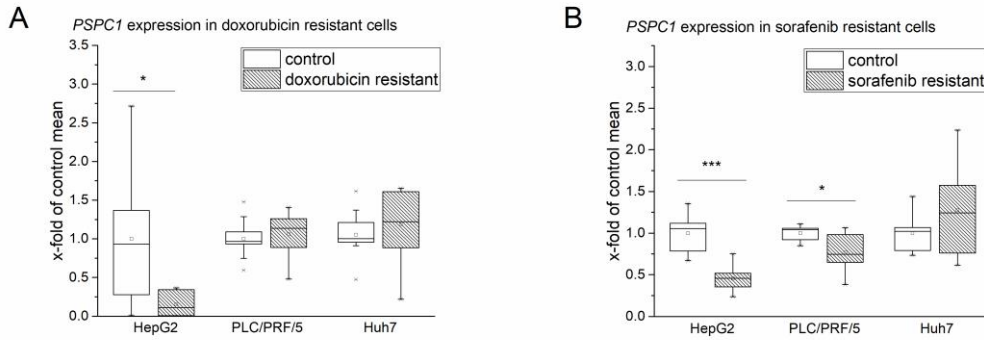 A
PSPC1 expression in doxorubicin resistant cells
control
doxorubicin resistant
x-fold of control mean
3.5
3.0
2.5
2.0
1.5
1.0
0.5
0.0
*
HepG2
PLC/PRF/5
Huh7
B
PSPC1 expression in sorafenib resistant cells
control
sorafenib resistant
x-fold of control mean
3.0
2.5
2.0
1.5
1.0
0.5
0.0
***
*
HepG2
PLC/PRF/5
Huh7